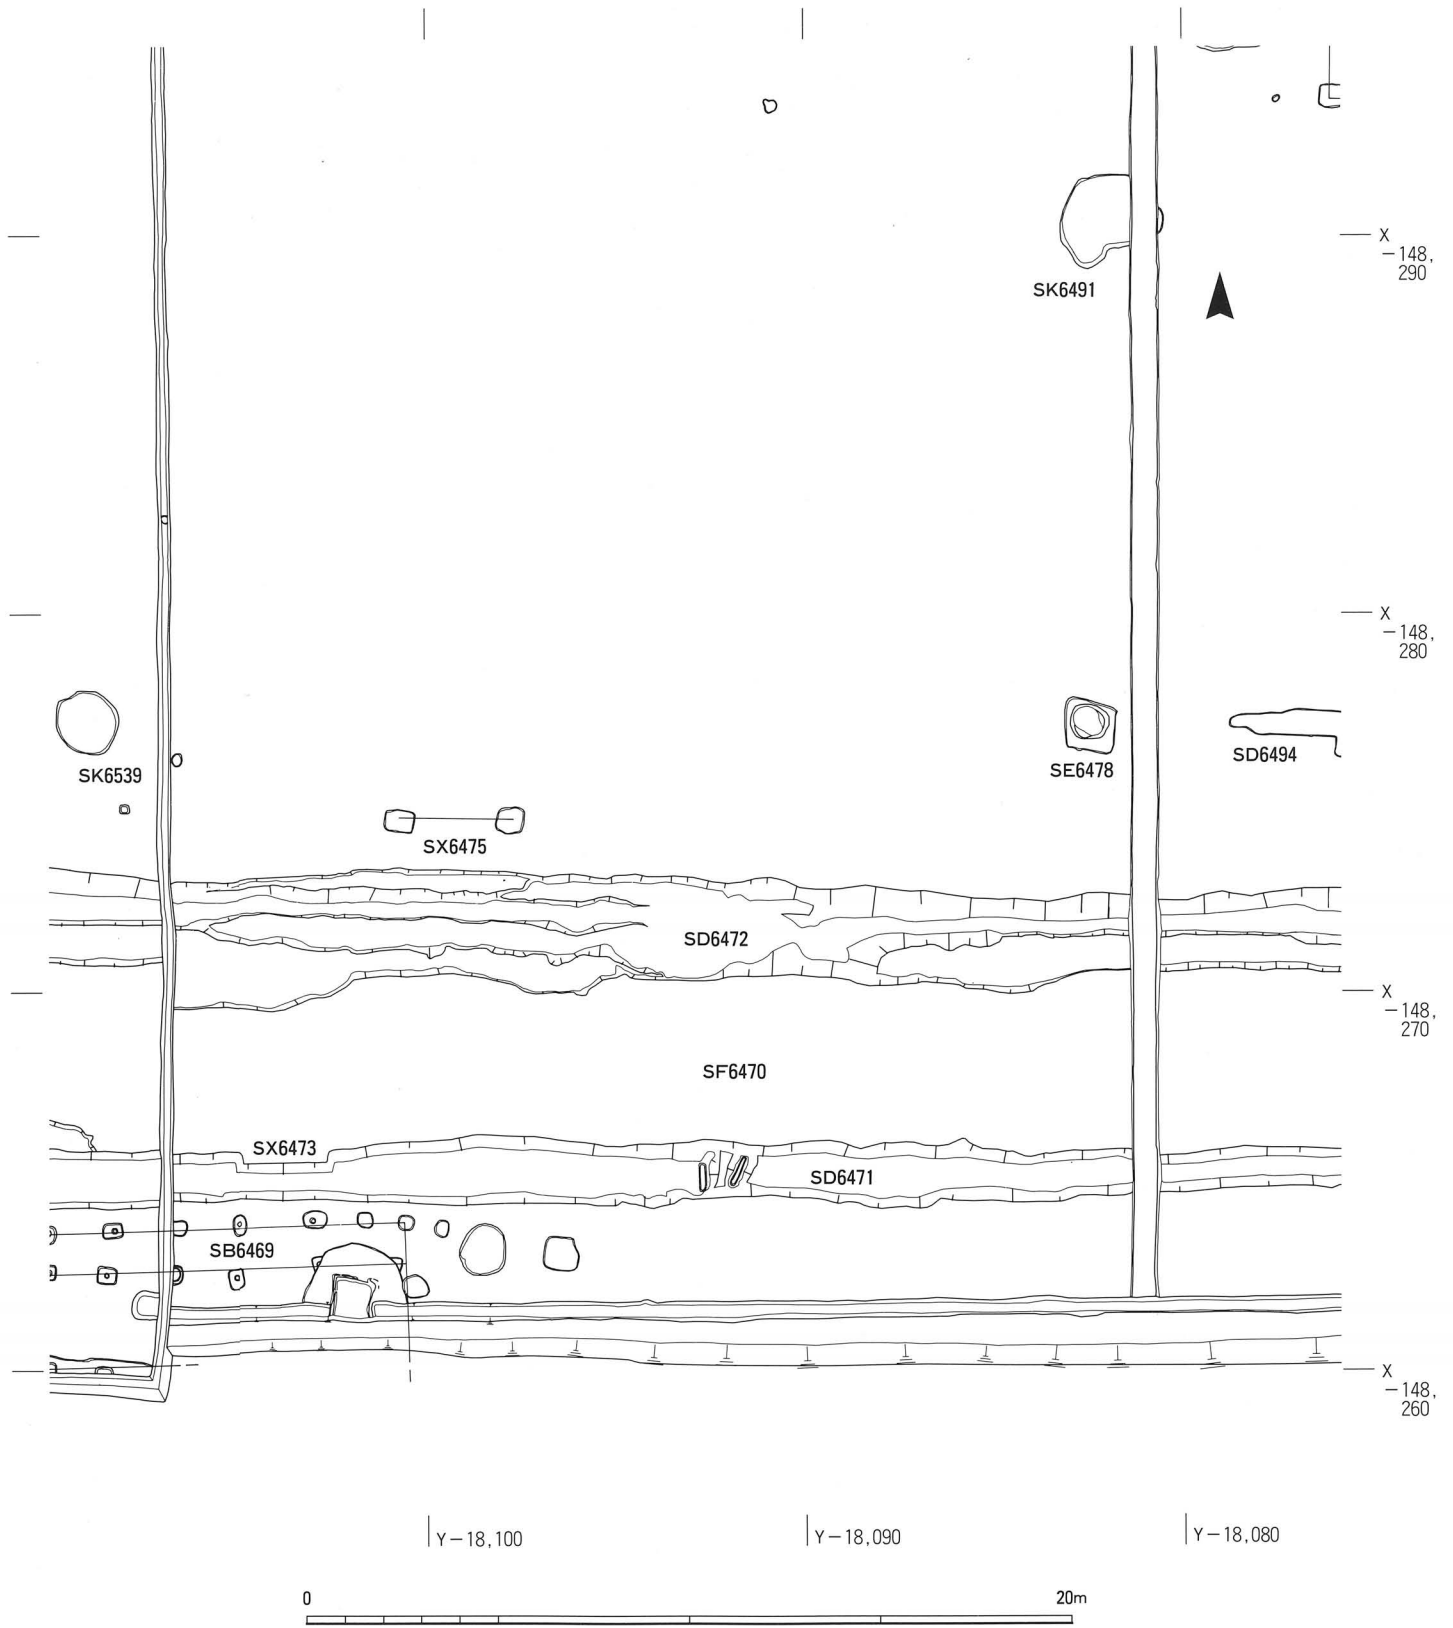 X
−148,
290
SK6491
X
−148,
280
SK6539
SE6478
SD6494
SX6475
SD6472
X
−148,
270
SF6470
SX6473
SD6471
SB6469
X
−148,
260
Y−18,100
Y−18,090
Y−18,080
0
20m